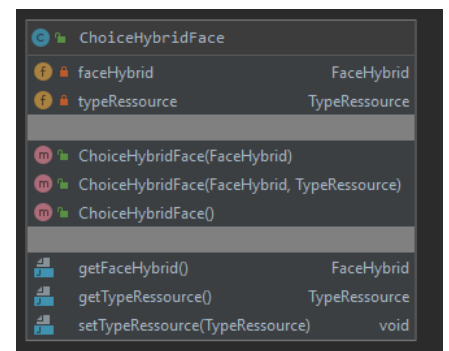 ChoiceHybridFace
faceHybrid FaceHybrid
typeRessource TypeRessource
ChoiceHybridFace(FaceHybrid)
ChoiceHybridFace(FaceHybrid, TypeRessource)
ChoiceHybridFace()
getFaceHybrid() FaceHybrid
getTypeRessource() TypeRessource
setTypeRessource(TypeRessource) void